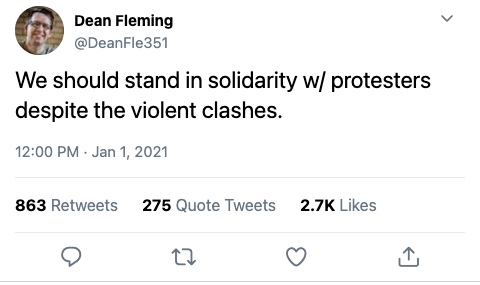 Dean Fleming
@DeanFle351
We should stand in solidarity w/ protesters
despite the violent clashes.
12:00 PM · Jan 1, 2021
863 Retweets 275 Quote Tweets 2.7K Likes